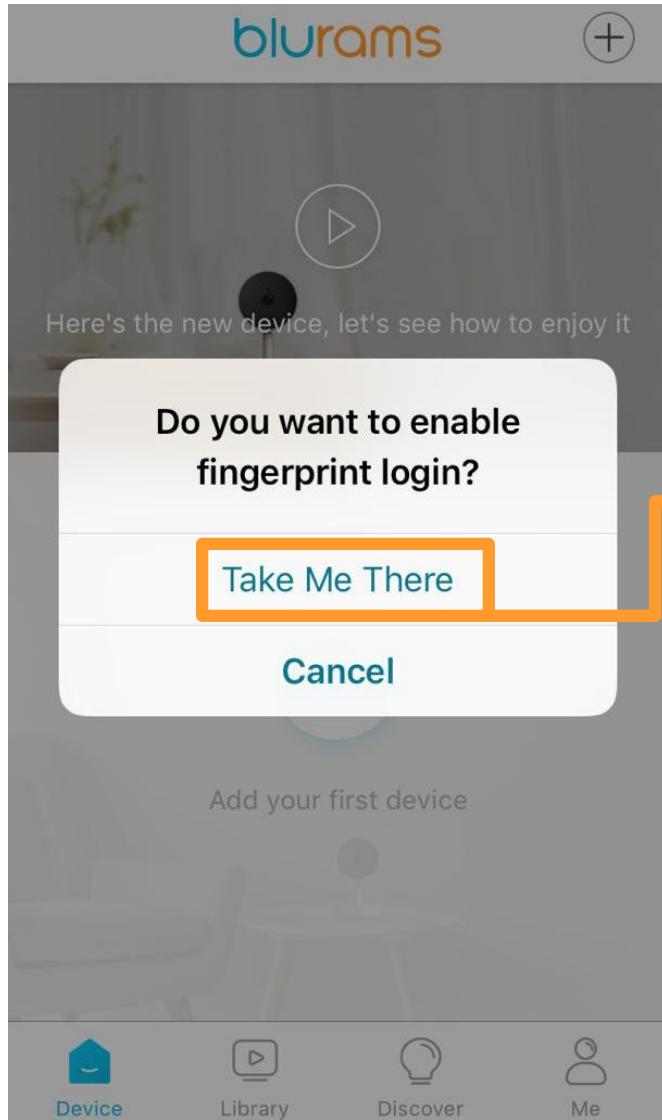 blurams
Here's the new device, let's see how to enjoy it
Do you want to enable
fingerprint login?
Take Me There
Cancel
Add your first device
Device Library Discover Me